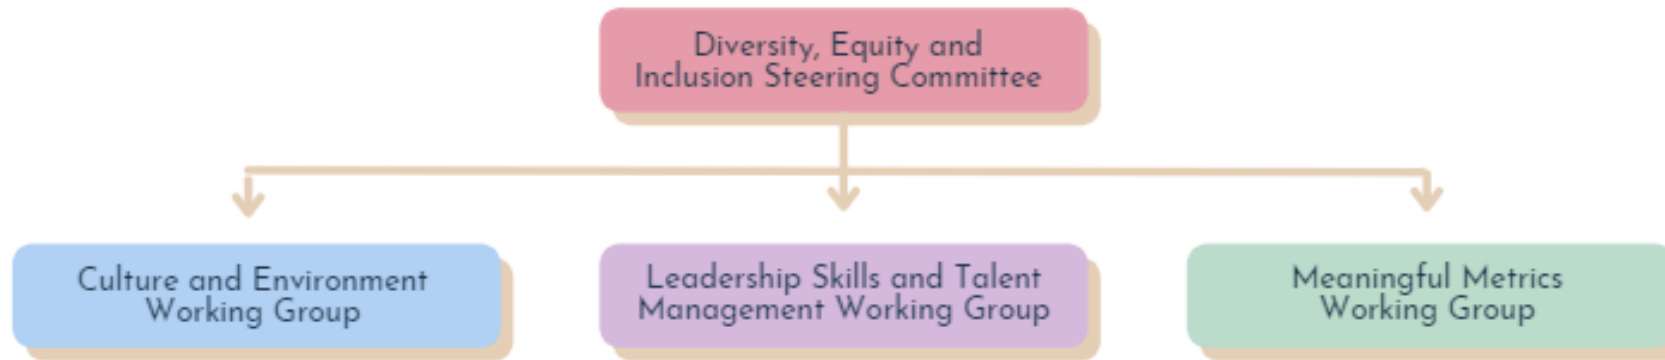 Diversity, Equity and
Inclusion Steering Committee
Culture and Environment
Working Group
Leadership Skills and Talent
Management Working Group
Meaningful Metrics
Working Group